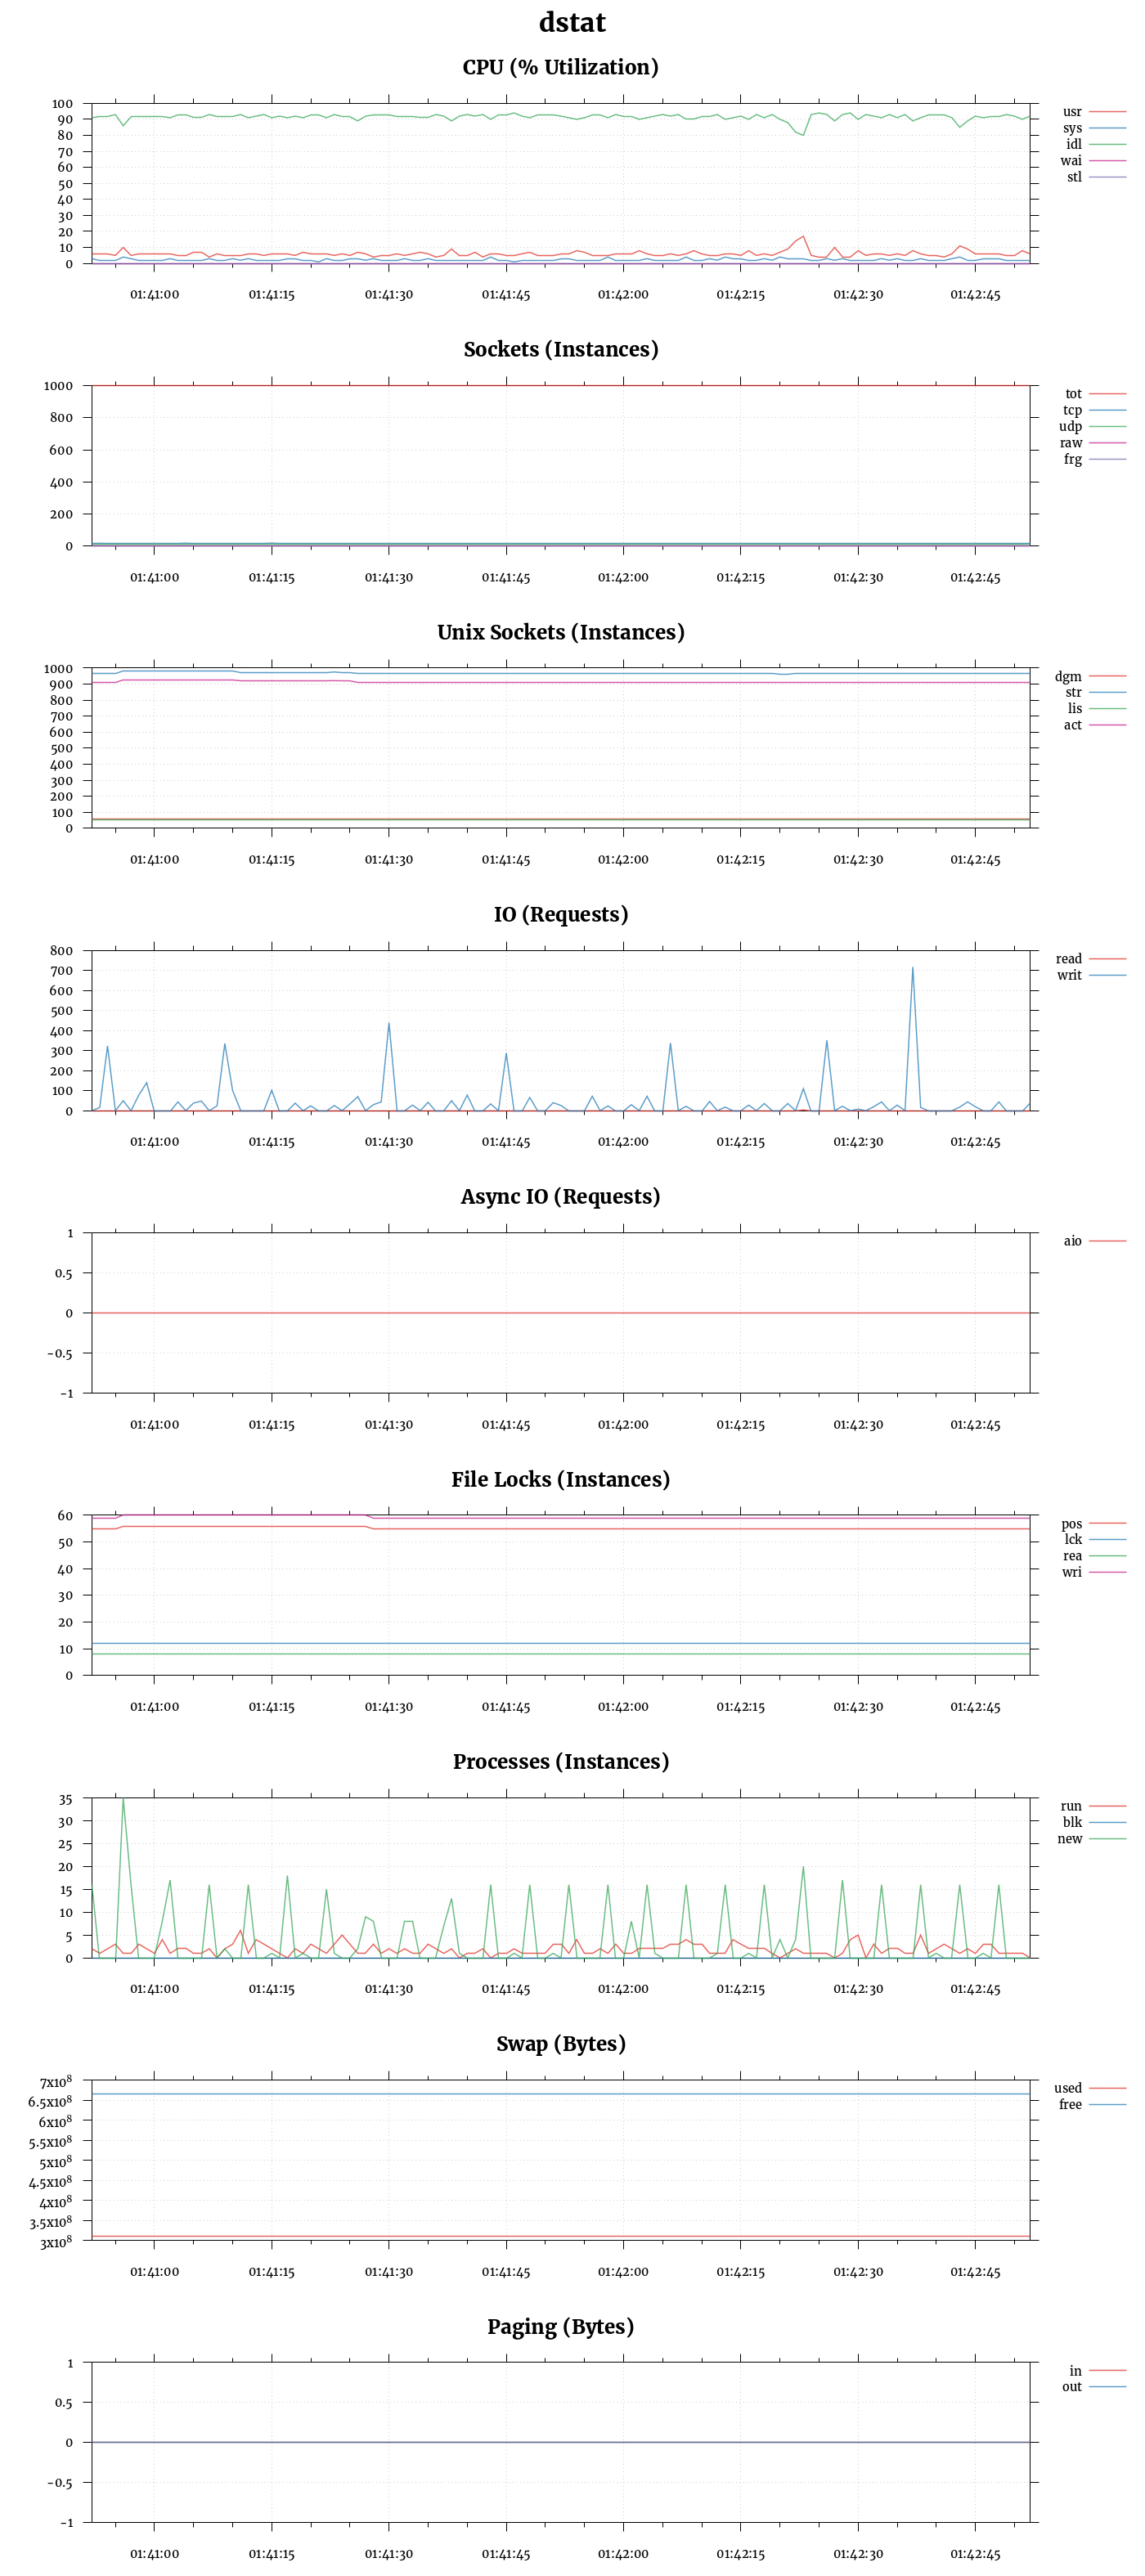 dstat
CPU (% Utilization)
100
90
80
70
60
50
40
30
20
10
0
01:41:00 01:41:15 01:41:30 01:41:45 01:42:00 01:42:15 01:42:30 01:42:45
usr
sys
idl
wai
stl
Sockets (Instances)
1000
800
600
400
200
0
01:41:00 01:41:15 01:41:30 01:41:45 01:42:00 01:42:15 01:42:30 01:42:45
tot
tcp
udp
raw
frg
Unix Sockets (Instances)
1000
900
800
700
600
500
400
300
200
100
0
01:41:00 01:41:15 01:41:30 01:41:45 01:42:00 01:42:15 01:42:30 01:42:45
dgm
str
lis
act
IO (Requests)
800
700
600
500
400
300
200
100
0
01:41:00 01:41:15 01:41:30 01:41:45 01:42:00 01:42:15 01:42:30 01:42:45
read
writ
Async IO (Requests)
1
0.5
0
-0.5
-1
01:41:00 01:41:15 01:41:30 01:41:45 01:42:00 01:42:15 01:42:30 01:42:45
aio
File Locks (Instances)
60
50
40
30
20
10
0
01:41:00 01:41:15 01:41:30 01:41:45 01:42:00 01:42:15 01:42:30 01:42:45
pos
lck
rea
wri
Processes (Instances)
35
30
25
20
15
10
5
0
01:41:00 01:41:15 01:41:30 01:41:45 01:42:00 01:42:15 01:42:30 01:42:45
run
blk
new
Swap (Bytes)
7x10⁸
6.5x10⁸
6x10⁸
5.5x10⁸
5x10⁸
4.5x10⁸
4x10⁸
3.5x10⁸
3x10⁸
01:41:00 01:41:15 01:41:30 01:41:45 01:42:00 01:42:15 01:42:30 01:42:45
used
free
Paging (Bytes)
1
0.5
0
-0.5
-1
01:41:00 01:41:15 01:41:30 01:41:45 01:42:00 01:42:15 01:42:30 01:42:45
in
out